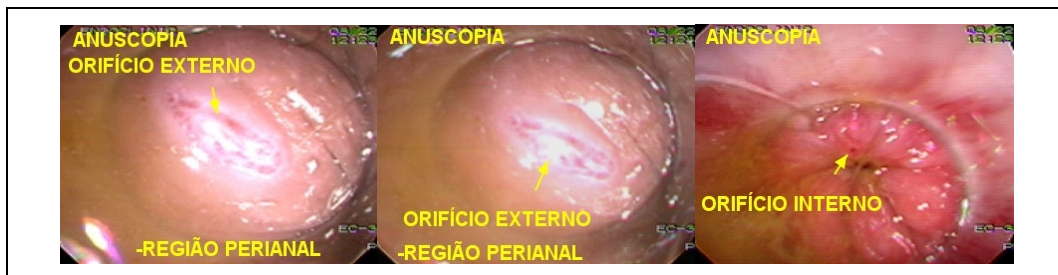 ANUSCOPIA
ORIFÍCIO EXTERNO
-REGIÃO PERIANAL
ANUSCOPIA
ORIFÍCIO EXTERNO
-REGIÃO PERIANAL
ANUSCOPIA
ORIFÍCIO INTERNO